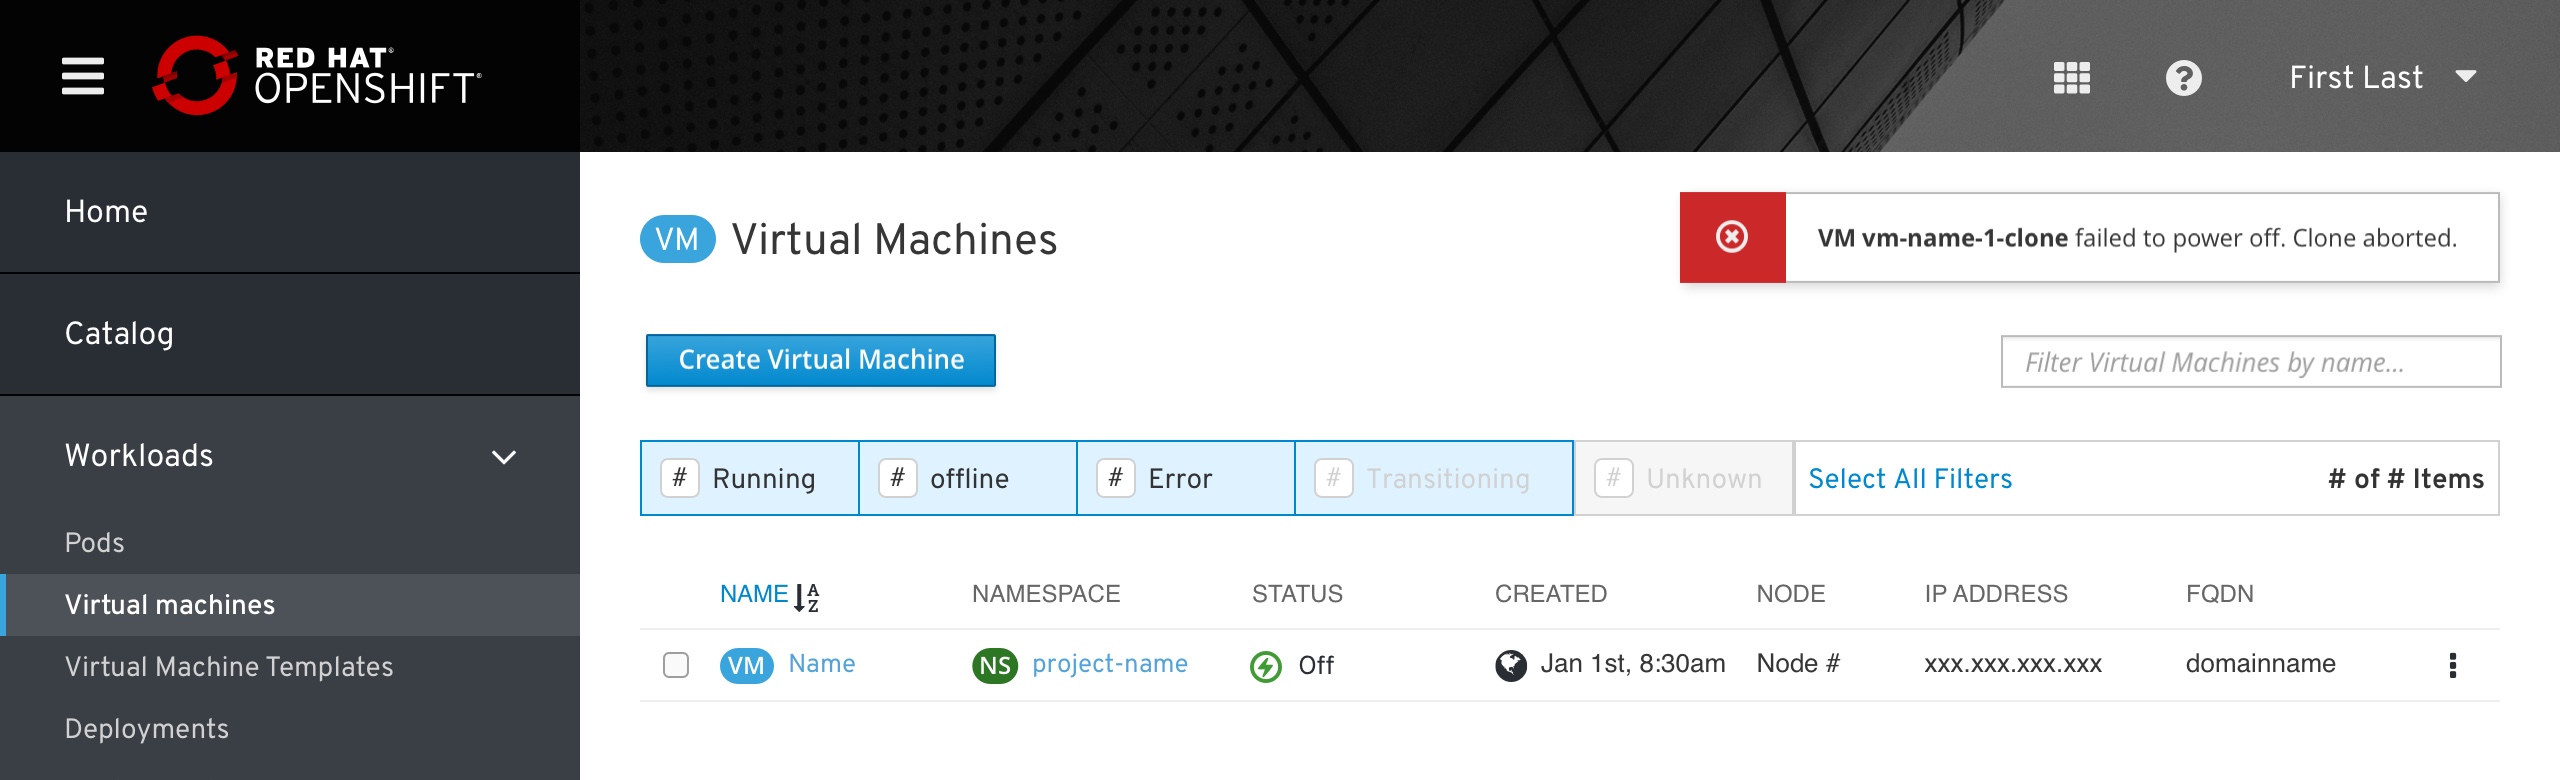 RED HAT®
OPENSHIFT®
First Last
Home
Catalog
Workloads
Pods
Virtual machines
Virtual Machine Templates
Deployments
VM Virtual Machines
VM vm-name-1-clone failed to power off. Clone aborted.
Create Virtual Machine
Filter Virtual Machines by name...
# Running # offline # Error # Transitioning # Unknown Select All Filters # of # Items
NAME AZ NAMESPACE STATUS CREATED NODE IP ADDRESS FQDN
VM Name NS project-name Off Jan 1st, 8:30am Node # xxx.xxx.xxx.xxx domainname